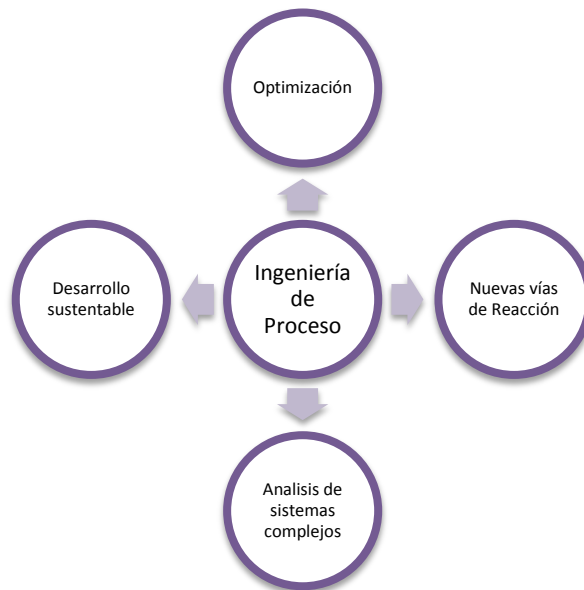 Optimización
Desarrollo
sustentable
Ingeniería
de
Proceso
Nuevas vías
de Reacción
Analisis de
sistemas
complejos